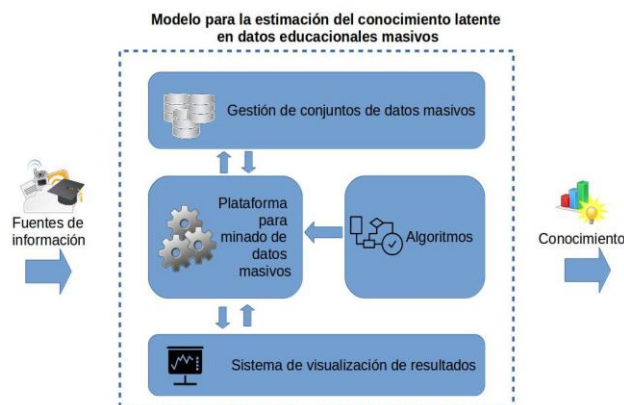 Modelo para la estimación del conocimiento latente
en datos educacionales masivos
Gestión de conjuntos de datos masivos
Fuentes de
información
Plataforma
para
minado de
datos
masivos
Algoritmos
Conocimiento
Sistema de visualización de resultados